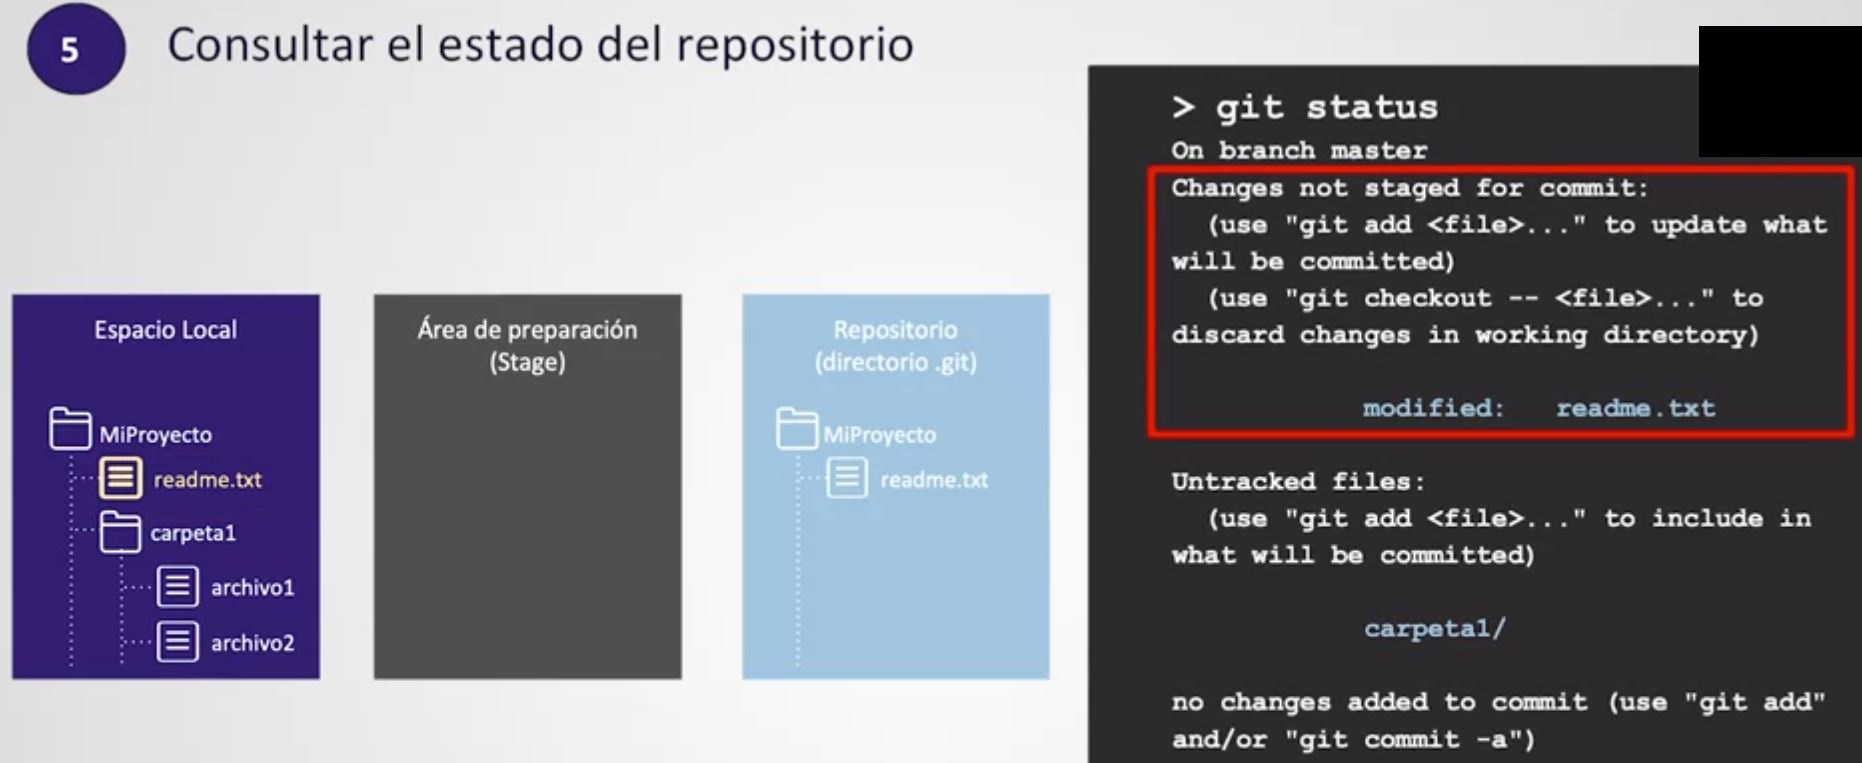 5 Consultar el estado del repositorio
Espacio Local
MiProyecto
readme.txt
carpeta1
archivo1
archivo2
Área de preparación
(Stage)
Repositorio
(directorio .git)
MiProyecto
readme.txt
> git status
On branch master
Changes not staged for commit:
(use "git add <file>..." to update what
will be committed)
(use "git checkout -- <file>..." to
discard changes in working directory)
modified: readme.txt
Untracked files:
(use "git add <file>..." to include in
what will be committed)
carpeta1/
no changes added to commit (use "git add"
and/or "git commit -a")